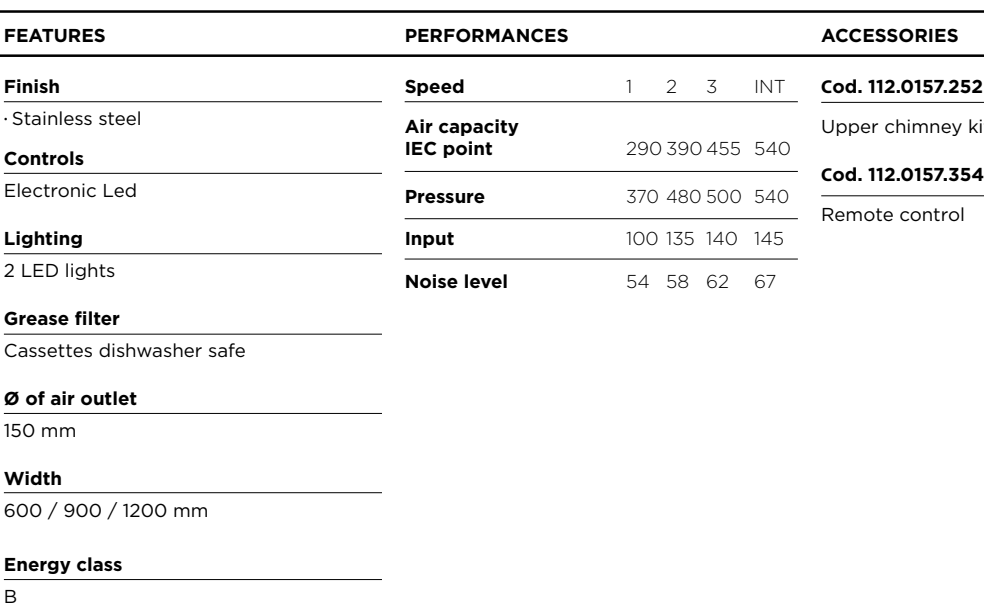 FEATURES
Finish
· Stainless steel
Controls
Electronic Led
Lighting
2 LED lights
Grease filter
Cassettes dishwasher safe
Ø of air outlet
150 mm
Width
600 / 900 / 1200 mm
Energy class
B
PERFORMANCES
Speed 1 2 3 INT
Air capacity
IEC point 290 390 455 540
Pressure 370 480 500 540
Input 100 135 140 145
Noise level 54 58 62 67
ACCESSORIES
Cod. 112.0157.252
Upper chimney ki
Cod. 112.0157.354
Remote control